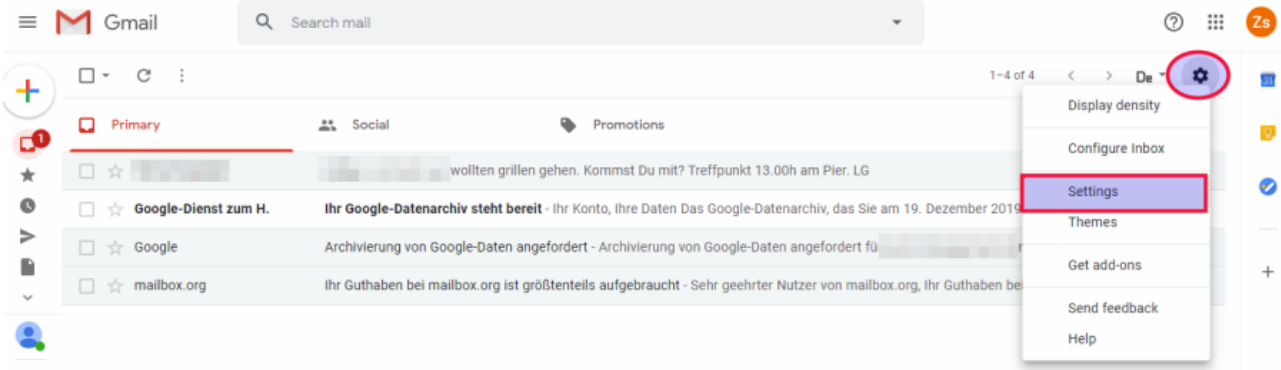 Gmail
Search mail
Zs
1–4 of 4
De
31
1
Primary
Social
Promotions
wollten grillen gehen. Kommst Du mit? Treffpunkt 13.00h am Pier. LG
Google-Dienst zum H. Ihr Google-Datenarchiv steht bereit - Ihr Konto, Ihre Daten Das Google-Datenarchiv, das Sie am 19. Dezember 2019
Google Archivierung von Google-Daten angefordert - Archivierung von Google-Daten angefordert fü
mailbox.org Ihr Guthaben bei mailbox.org ist größtenteils aufgebraucht - Sehr geehrter Nutzer von mailbox.org, Ihr Guthaben be
Display density
Configure Inbox
Settings
Themes
Get add-ons
Send feedback
Help